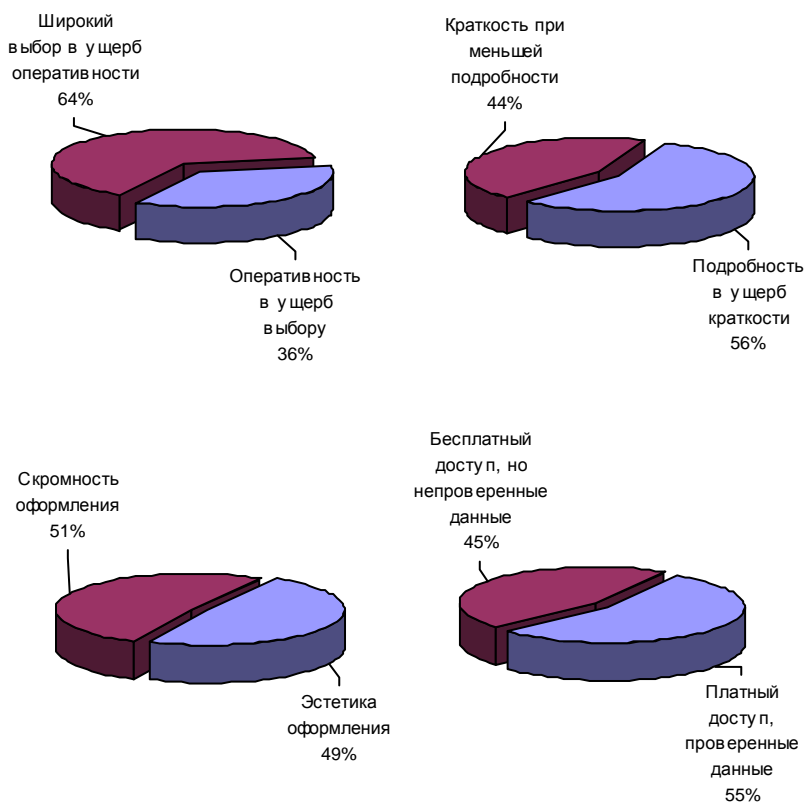 Широкий
выбор в ущерб
оперативности
64%
Оперативность
в ущерб
выбору
36%
Краткость при
меньшей
подробности
44%
Подробность
в ущерб
краткости
56%
Скромность
оформления
51%
Эстетика
оформления
49%
Бесплатный
доступ, но
непроверенные
данные
45%
Платный
доступ,
проверенные
данные
55%